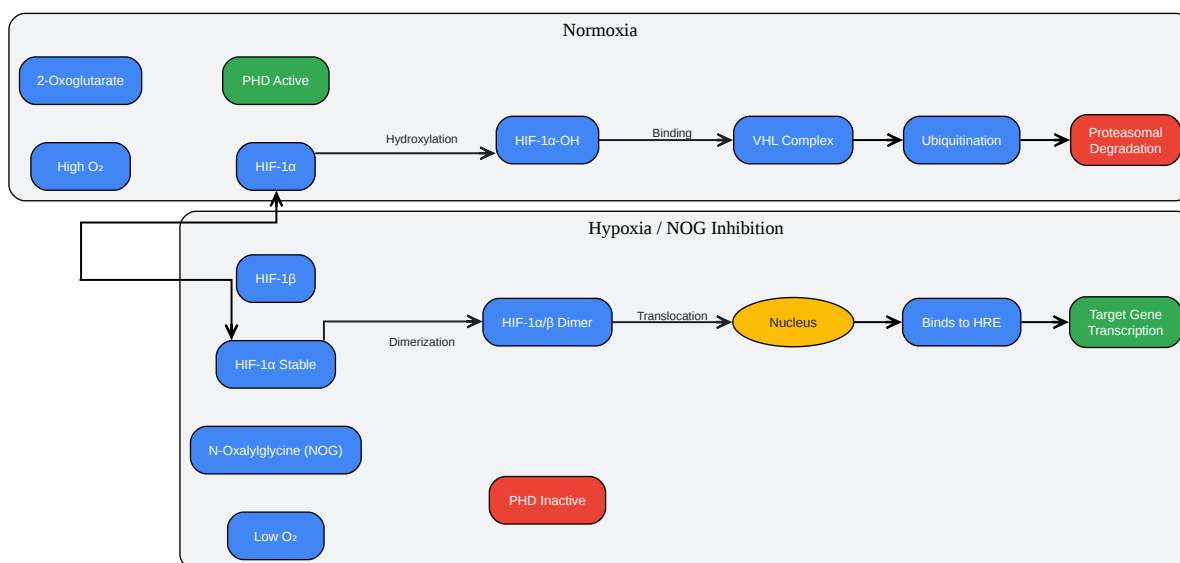 Normoxia
2-Oxoglutarate
PHD Active
High O₂
HIF-1α
Hydroxylation
HIF-1α-OH
Binding
VHL Complex
Ubiquitination
Proteasomal
Degradation
Hypoxia / NOG Inhibition
HIF-1β
HIF-1α Stable
Dimerization
HIF-1α/β Dimer
Translocation
Nucleus
Binds to HRE
Target Gene
Transcription
N-Oxalylglycine (NOG)
PHD Inactive
Low O₂